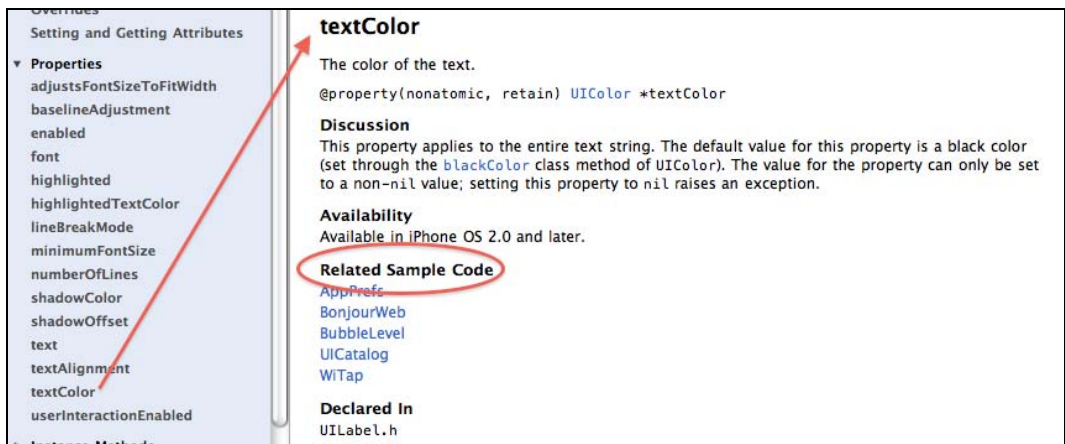 Overrides
Setting and Getting Attributes
Properties
adjustsFontSizeToFitWidth
baselineAdjustment
enabled
font
highlighted
highlightedTextColor
lineBreakMode
minimumFontSize
numberOfLines
shadowColor
shadowOffset
text
textAlignment
textColor
userInteractionEnabled
Instance Methods
textColor
The color of the text.
@property(nonatomic, retain) UIColor *textColor
Discussion
This property applies to the entire text string. The default value for this property is a black color
(set through the blackColor class method of UIColor). The value for the property can only be set
to a non-nil value; setting this property to nil raises an exception.
Availability
Available in iPhone OS 2.0 and later.
Related Sample Code
AppPrefs
BonjourWeb
BubbleLevel
UICatalog
WiTap
Declared In
UILabel.h